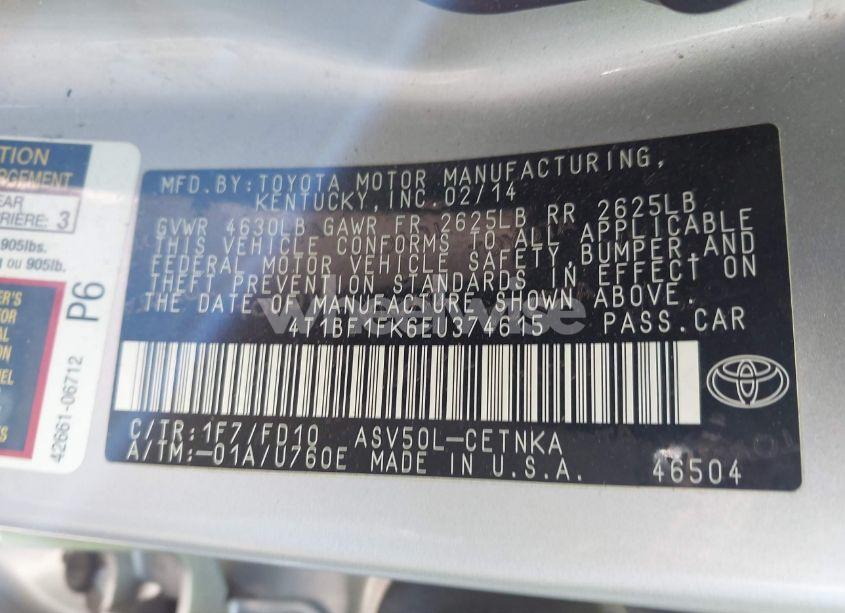 TION
RGEMENT
EAR
RRIÈRE: 3
905lbs.
ou 905lb.
P6
42661-06712
MFD.BY:TOYOTA MOTOR MANUFACTURING,
KENTUCKY,INC.02/14
GVWR 4630LB GAWR FR 2625LB RR 2625LB
THIS VEHICLE CONFORMS TO ALL APPLICABLE
FEDERAL MOTOR VEHICLE SAFETY,BUMPER,AND
THEFT PREVENTION STANDARDS IN EFFECT ON
THE DATE OF MANUFACTURE SHOWN ABOVE.
4T1BF1FK6EU374615 PASS.CAR
C/TR:1F7/FD10 ASV50L-CETNKA
A/TM:-01A/U760E MADE IN U.S.A.
46504
wheelwise